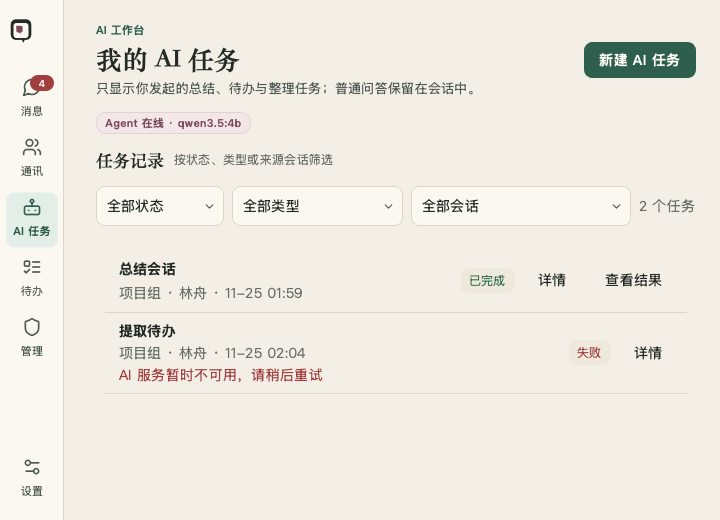 4
消息
通讯
AI 任务
待办
管理
设置
AI 工作台
我的 AI 任务
只显示你发起的总结、待办与整理任务；普通问答保留在会话中。
新建 AI 任务
Agent 在线 · qwen3.5:4b
任务记录 按状态、类型或来源会话筛选
全部状态 全部类型 全部会话 2 个任务
总结会话
项目组 · 林舟 · 11–25 01:59
已完成 详情 查看结果
提取待办
项目组 · 林舟 · 11–25 02:04
AI 服务暂时不可用，请稍后重试
失败 详情